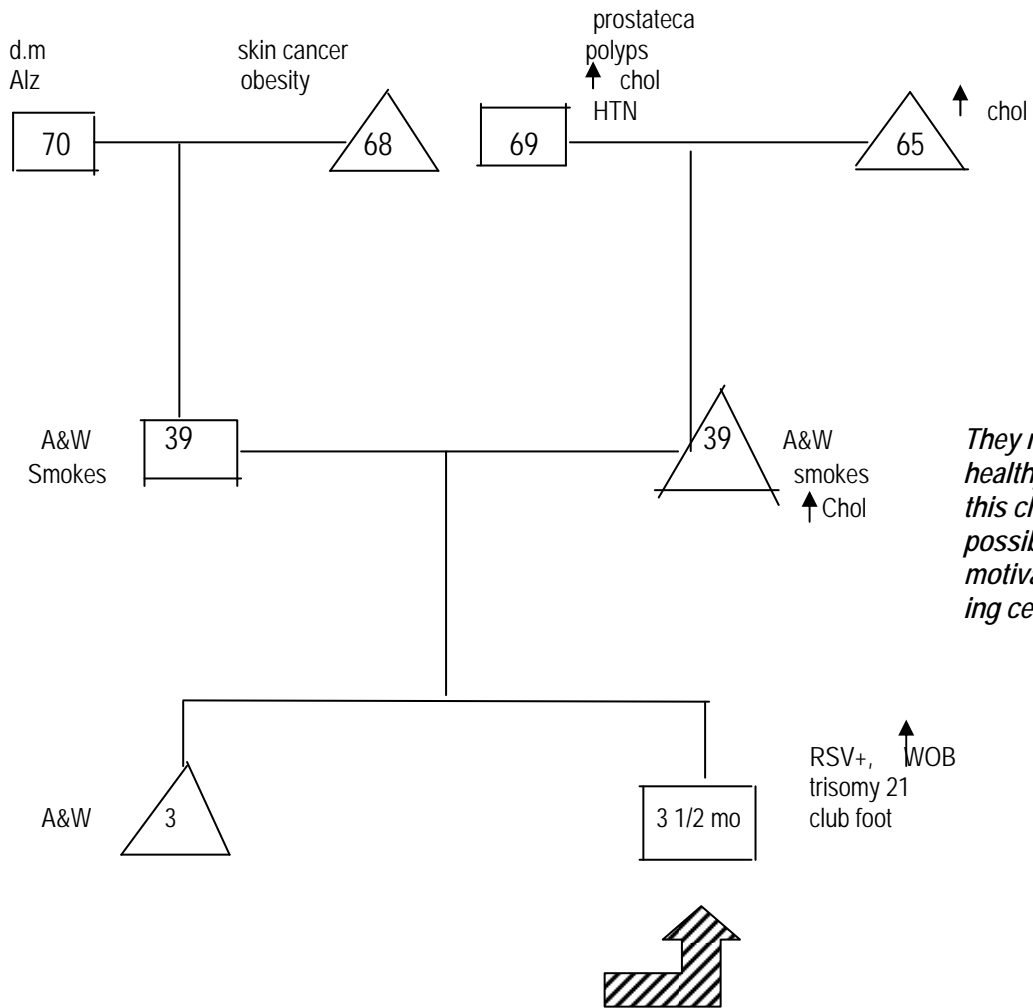 d.m
Alz
skin cancer
obesity
prostateca
polyps
chol
HTN
chol
70
68
69
65
A&W
Smokes
39
39
A&W
smokes
Chol
They
health
this
possib
motiva
ing ce
A&W
3
3 1/2 mo
RSV+, WOB
trisomy 21
club foot